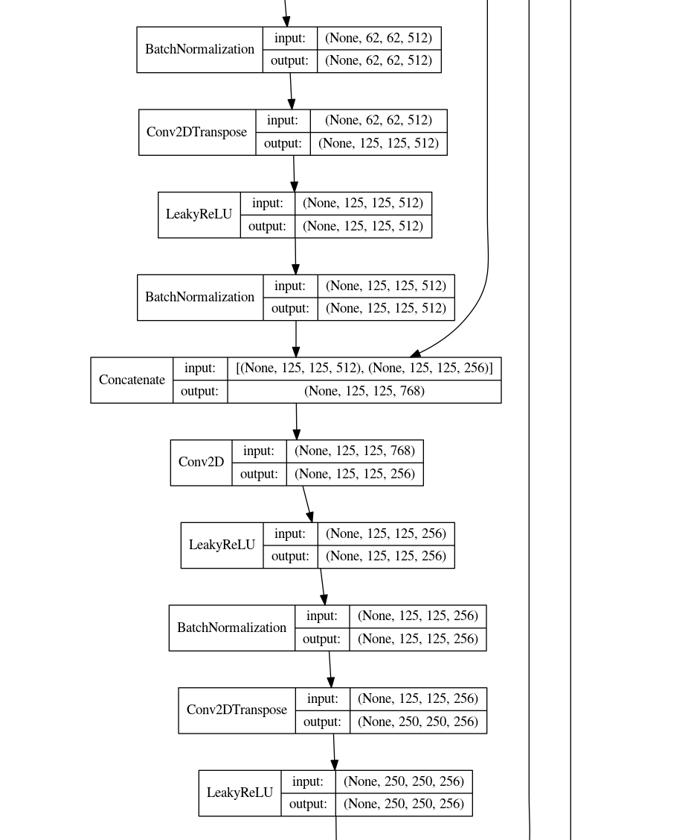 BatchNormalization input: (None, 62, 62, 512)
output: (None, 62, 62, 512)
Conv2DTranspose input: (None, 62, 62, 512)
output: (None, 125, 125, 512)
LeakyReLU input: (None, 125, 125, 512)
output: (None, 125, 125, 512)
BatchNormalization input: (None, 125, 125, 512)
output: (None, 125, 125, 512)
Concatenate input: [(None, 125, 125, 512), (None, 125, 125, 256)]
output: (None, 125, 125, 768)
Conv2D input: (None, 125, 125, 768)
output: (None, 125, 125, 256)
LeakyReLU input: (None, 125, 125, 256)
output: (None, 125, 125, 256)
BatchNormalization input: (None, 125, 125, 256)
output: (None, 125, 125, 256)
Conv2DTranspose input: (None, 125, 125, 256)
output: (None, 250, 250, 256)
LeakyReLU input: (None, 250, 250, 256)
output: (None, 250, 250, 256)